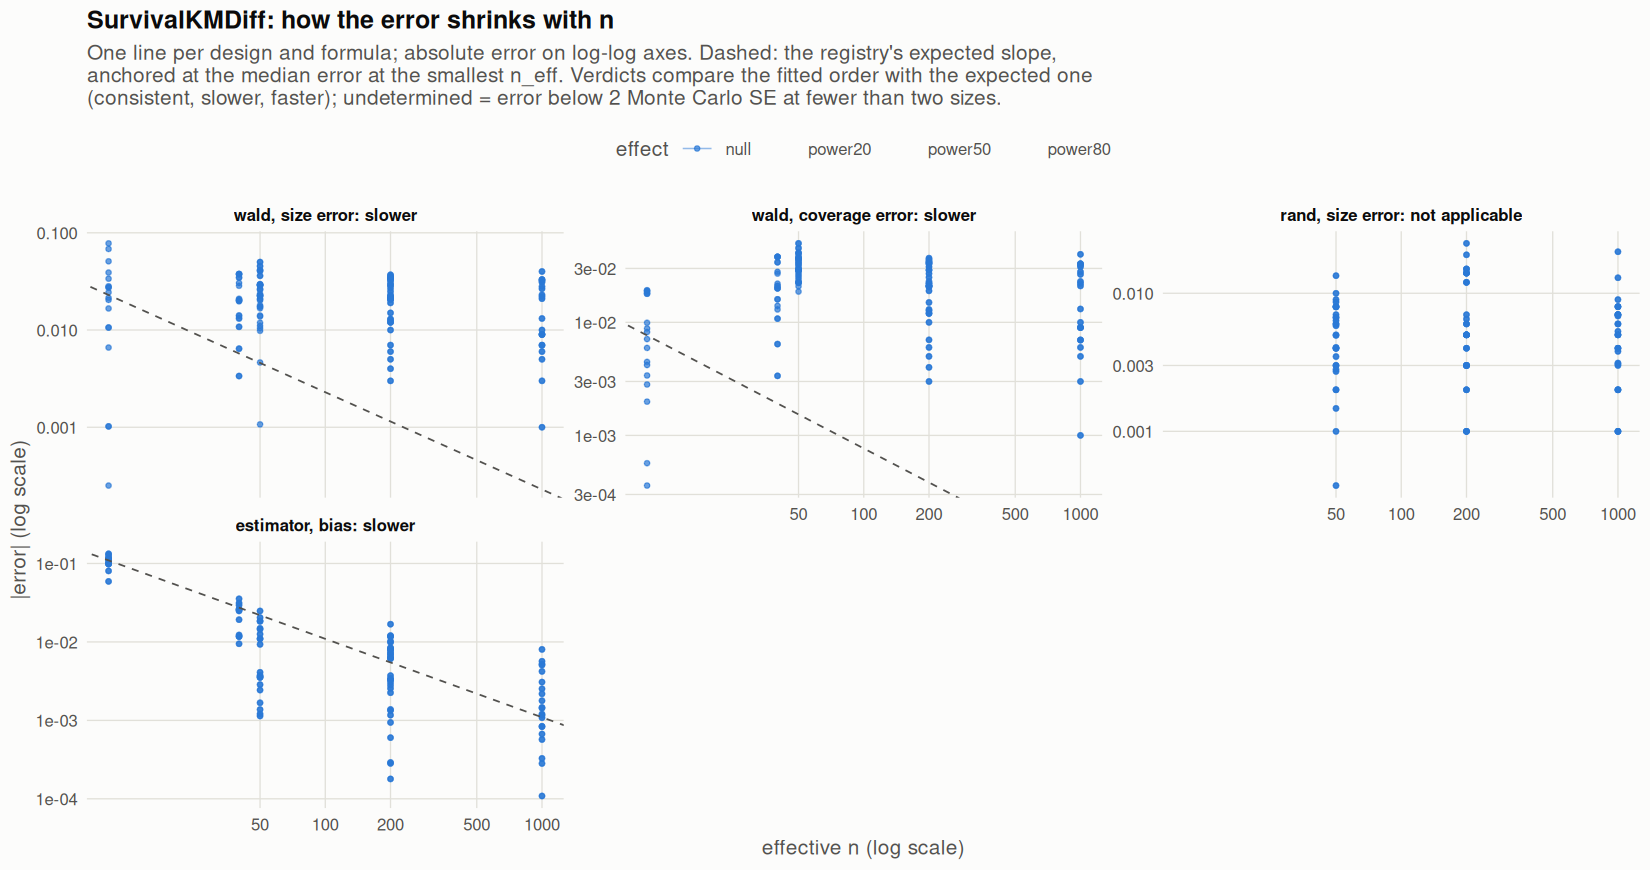 SurvivalKMDiff: how the error shrinks with n
One line per design and formula; absolute error on log-log axes. Dashed: the registry's expected slope,
anchored at the median error at the smallest n_eff. Verdicts compare the fitted order with the expected one
(consistent, slower, faster); undetermined = error below 2 Monte Carlo SE at fewer than two sizes.
effect null power20 power50 power80
wald, size error: slower
0.100
0.010
0.001
wald, coverage error: slower
3e-02
1e-02
3e-03
1e-03
3e-04
50 100 200 500 1000
rand, size error: not applicable
0.010
0.003
0.001
50 100 200 500 1000
estimator, bias: slower
1e-01
1e-02
1e-03
1e-04
50 100 200 500 1000
|error| (log scale)
effective n (log scale)